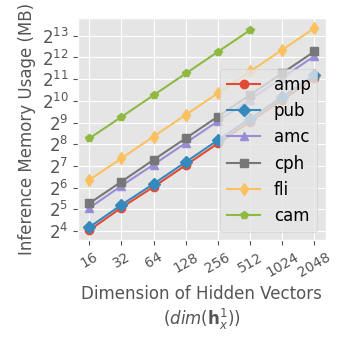 Inference Memory Usage (MB)
2^13
2^12
2^11
2^10
2^9
2^8
2^7
2^6
2^5
2^4
amp
pub
amc
cph
fli
cam
16 32 64 128 256 512 1024 2048
Dimension of Hidden Vectors
(dim(h_x^1))